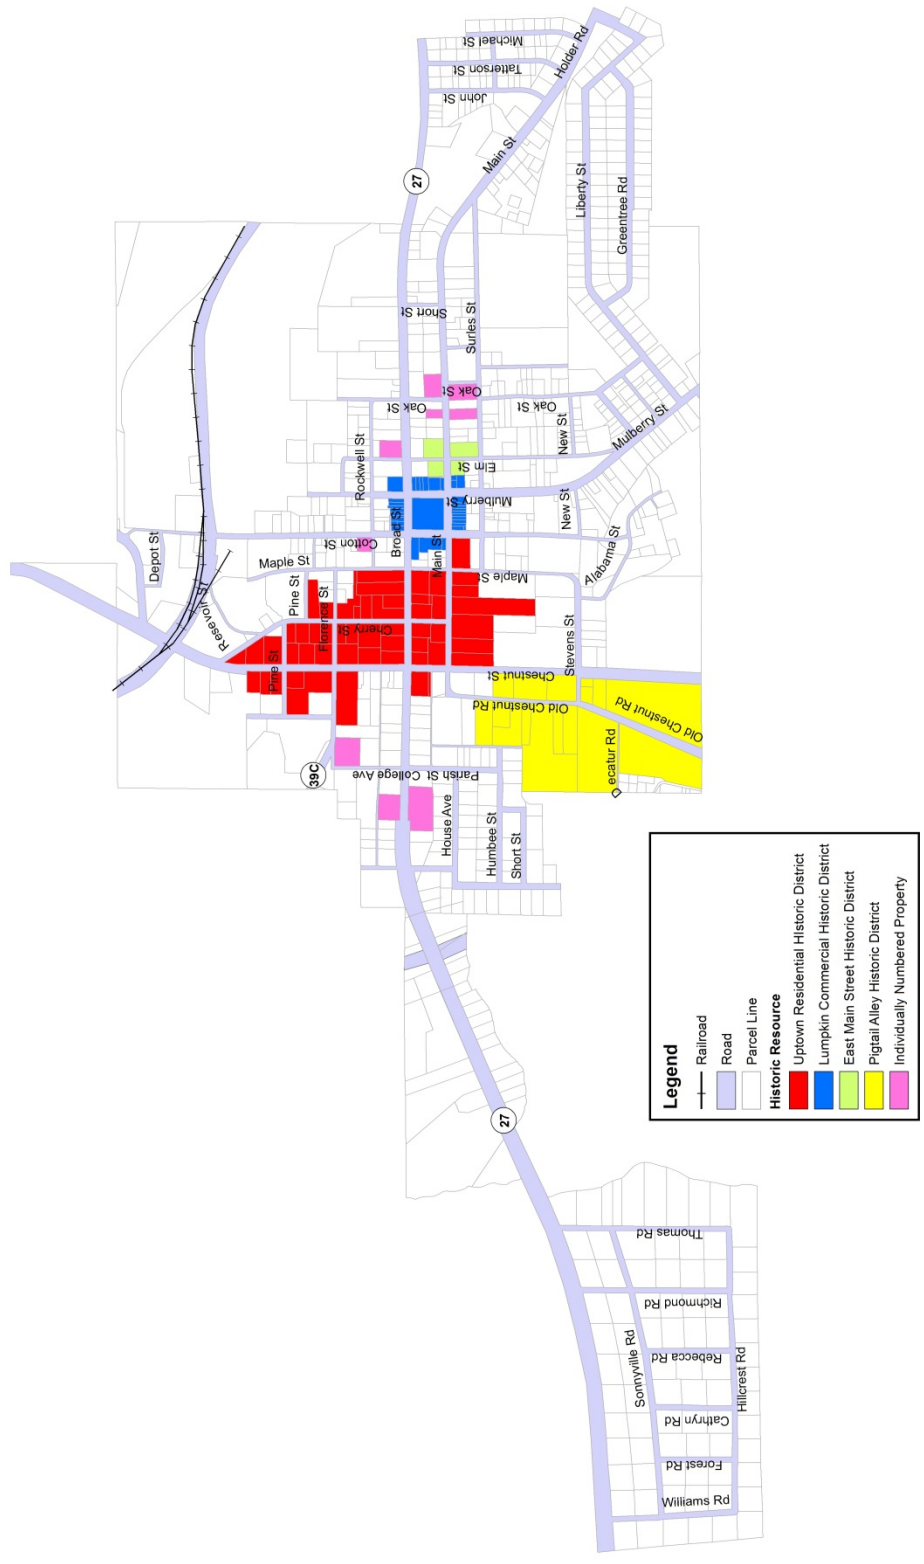 Michael St
Tatterson St
John St
Holder Rd
Main St
27
Liberty St
Greentree Rd
Short St
Surles St
Oak St
Oak St
Oak St
New St
Mulberry St
Rockwell St
Elm St
Mulberry St
New St
Broad St
Cotton St
Main St
Depot St
Maple St
Maple St
Alabama St
Resevoir St
Pine St
Florence St
Cherry St
Stevens St
Pine St
Chestnut St
Old Chestnut Rd
Old Chestnut Rd
ecatur Rd
D
39C
College Ave
Parish St
House Ave
Humbee St
Short St
27
Thomas Rd
Richmond Rd
Sonnyville Rd
Rebecca Rd
Hillcrest Rd
Cathryn Rd
Forest Rd
Williams Rd
Legend
Railroad
Road
Parcel Line
Historic Resource
Uptown Residential HIstoric District
Lumpkin Commercial Historic District
East Main Street Historic District
Pigtail Alley Historic District
Individually Numbered Property